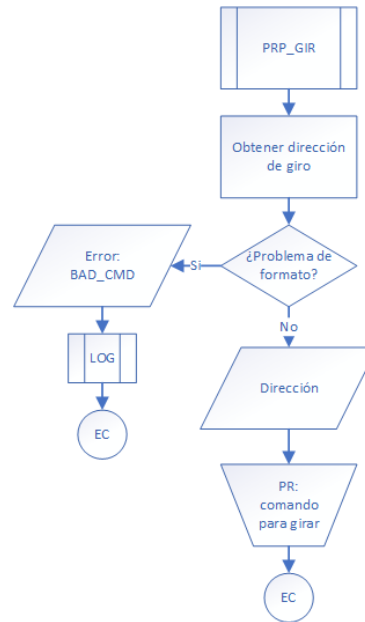 PRP_GIR
Obtener dirección
de giro
¿Problema de
formato?
Si
Error:
BAD_CMD
LOG
EC
No
Dirección
PR:
comando
para girar
EC